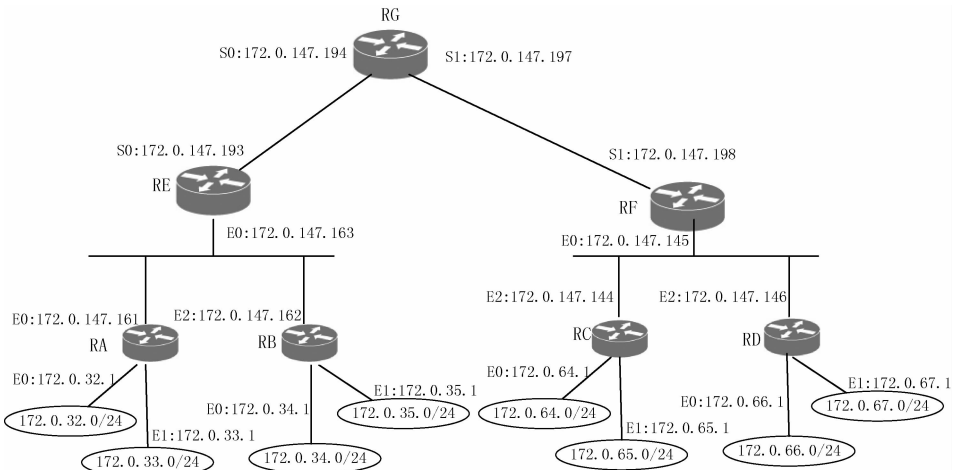 RG
S0:172.0.147.194
S1:172.0.147.197
S0:172.0.147.193
S1:172.0.147.198
RE
RF
E0:172.0.147.163
E0:172.0.147.145
E2:172.0.147.144
E2:172.0.147.146
E0:172.0.147.161
E2:172.0.147.162
RA
RB
RC
RD
E0:172.0.32.1
E1:172.0.35.1
E0:172.0.64.1
E1:172.0.67.1
172.0.32.0/24
E0:172.0.34.1
172.0.35.0/24
172.0.64.0/24
E0:172.0.66.1
172.0.67.0/24
E1:172.0.33.1
E1:172.0.65.1
172.0.33.0/24
172.0.34.0/24
172.0.65.0/24
172.0.66.0/24